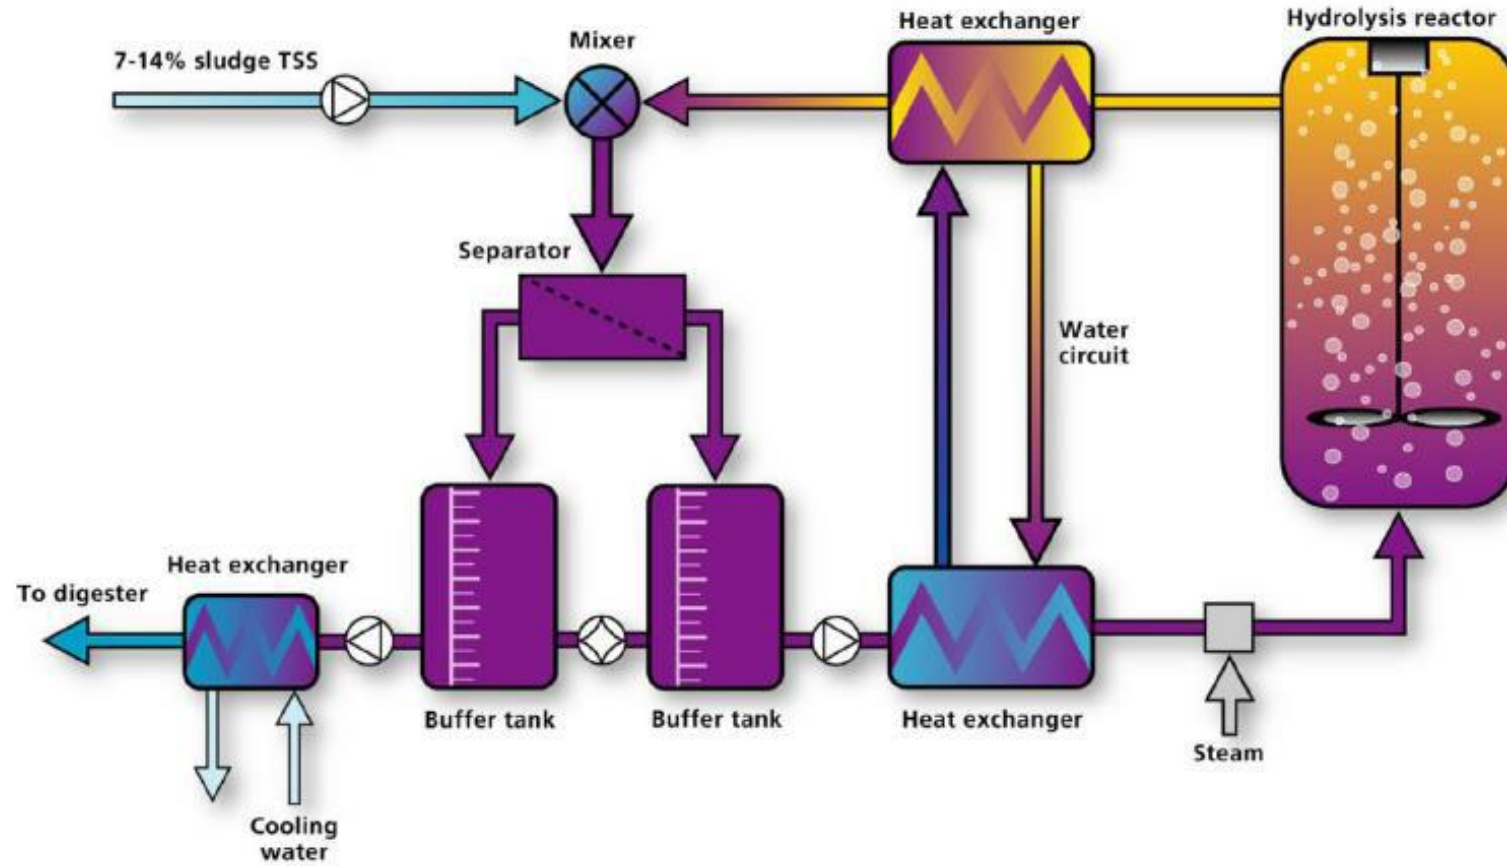 7-14% sludge TSS
Mixer
Heat exchanger
Hydrolysis reactor
Separator
Water
circuit
Heat exchanger
To digester
Buffer tank
Buffer tank
Heat exchanger
Steam
Cooling
water